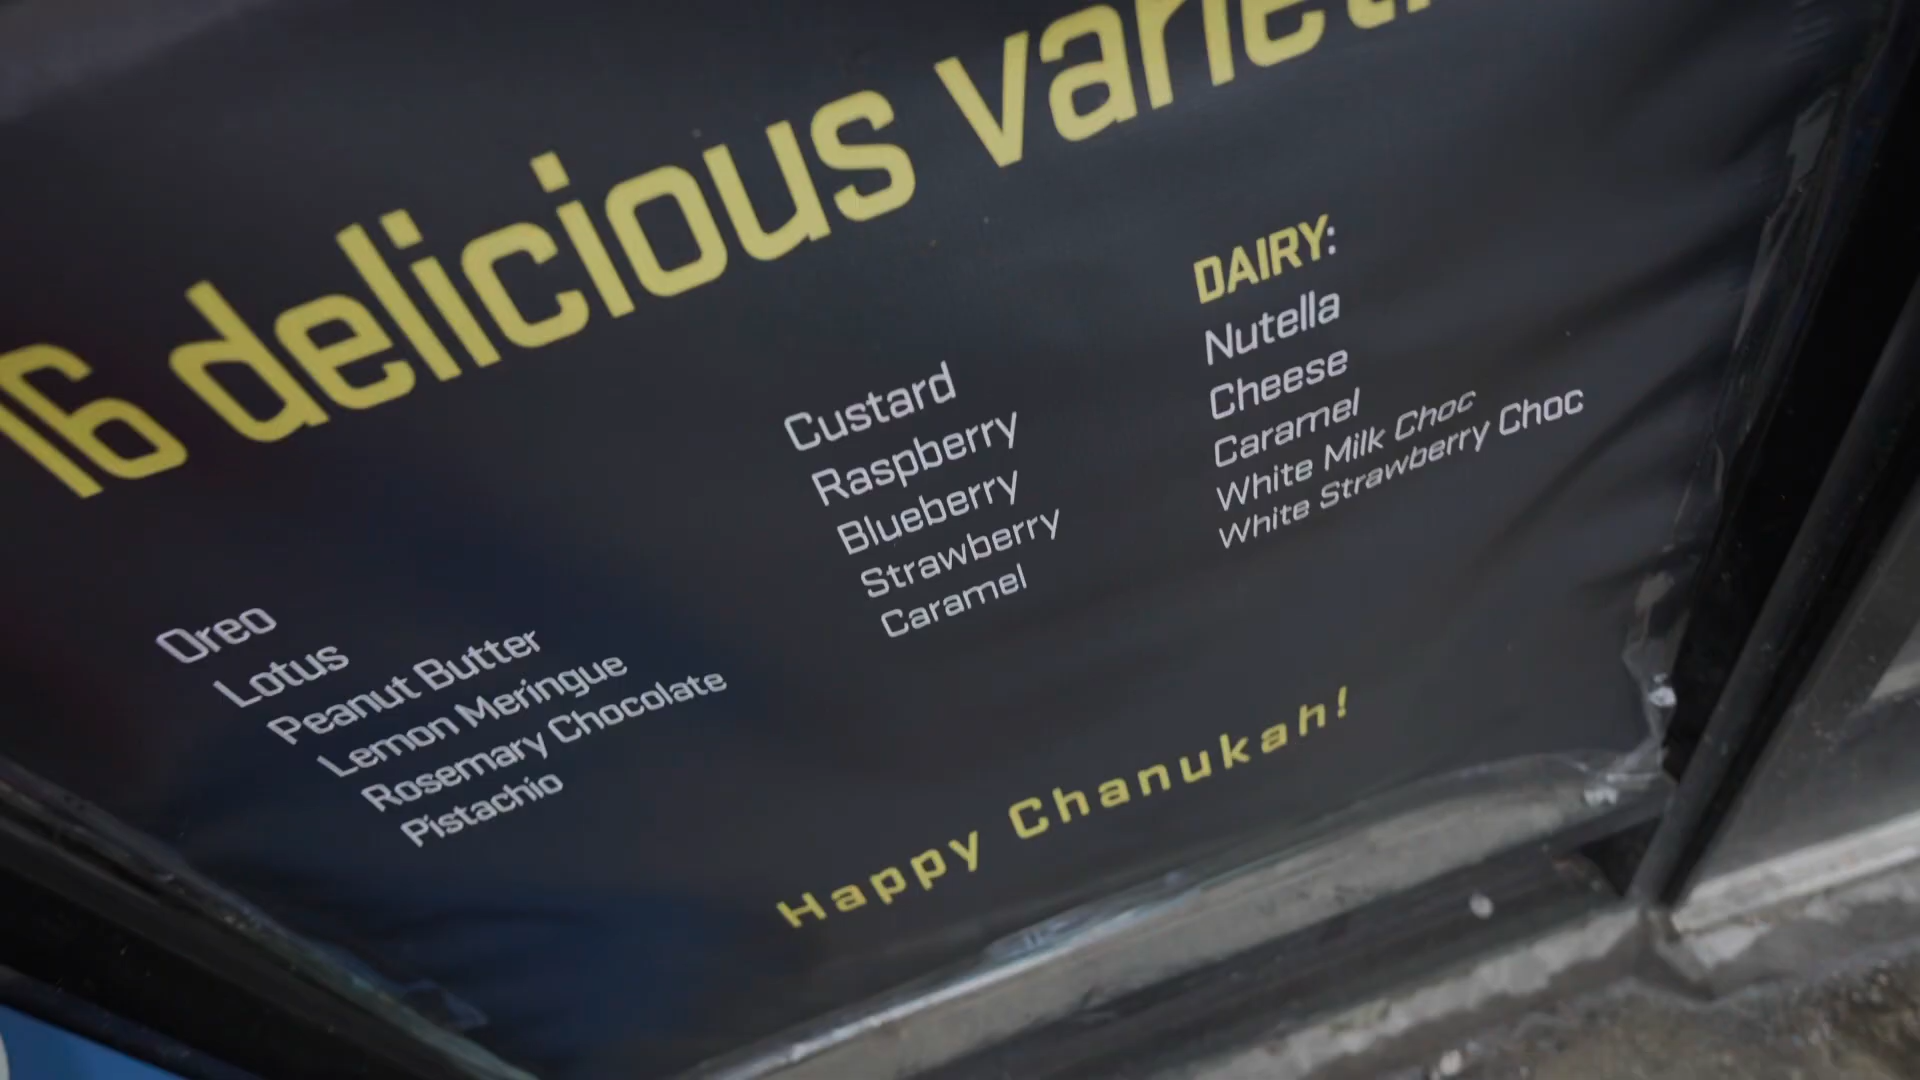 16 delicious varieti
Oreo
Lotus
Peanut Butter
Lemon Meringue
Rosemary Chocolate
Pistachio
Custard
Raspberry
Blueberry
Strawberry
Caramel
DAIRY:
Nutella
Cheese
Caramel
White Milk Choc
White Strawberry Choc
Happy Chanukah!